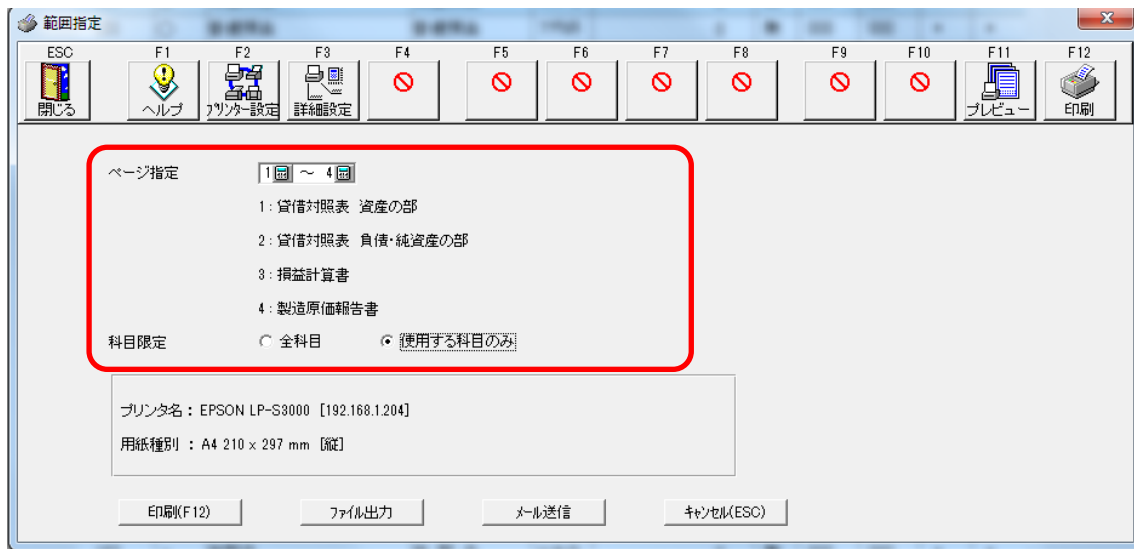 範囲指定
ESC F1 F2 F3 F4 F5 F6 F7 F8 F9 F10 F11 F12
閉じる ヘルプ プリンター設定 詳細設定 プレビュー 印刷
ページ指定 1 ～ 4
1：貸借対照表 資産の部
2：貸借対照表 負債・純資産の部
3：損益計算書
4：製造原価報告書
科目限定 全科目 使用する科目のみ
プリンタ名：EPSON LP-S3000 [192.168.1.204]
用紙種別 ：A4 210 x 297 mm [縦]
印刷(F12) ファイル出力 メール送信 キャンセル(ESC)